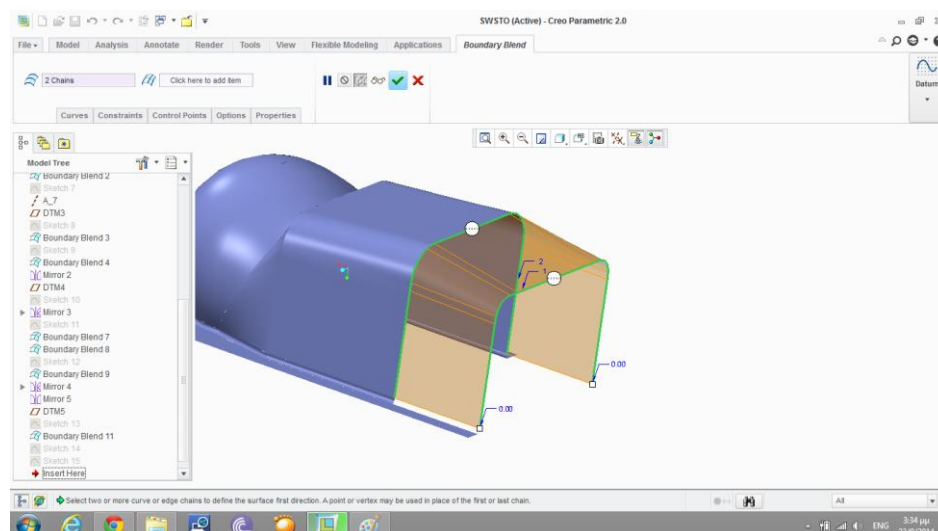 SWSTO (Active) - Creo Parametric 2.0
File Model Analysis Annotate Render Tools View Flexible Modeling Applications Boundary Blend
2 Chains Click here to add item
Datum
Curves Constraints Control Points Options Properties
Model Tree
Boundary Blend 2
Sketch 7
A_7
DTM3
Sketch 8
Boundary Blend 3
Sketch 9
Boundary Blend 4
Mirror 2
DTM4
Sketch 10
Mirror 3
Sketch 11
Boundary Blend 7
Boundary Blend 8
Sketch 12
Boundary Blend 9
Mirror 4
Mirror 5
DTM5
Sketch 13
Boundary Blend 11
Sketch 14
Sketch 15
Insert Here
2
1
0.00
0.00
Select two or more curve or edge chains to define the surface first direction. A point or vertex may be used in place of the first or last chain.
All
ENG
3:34 μμ